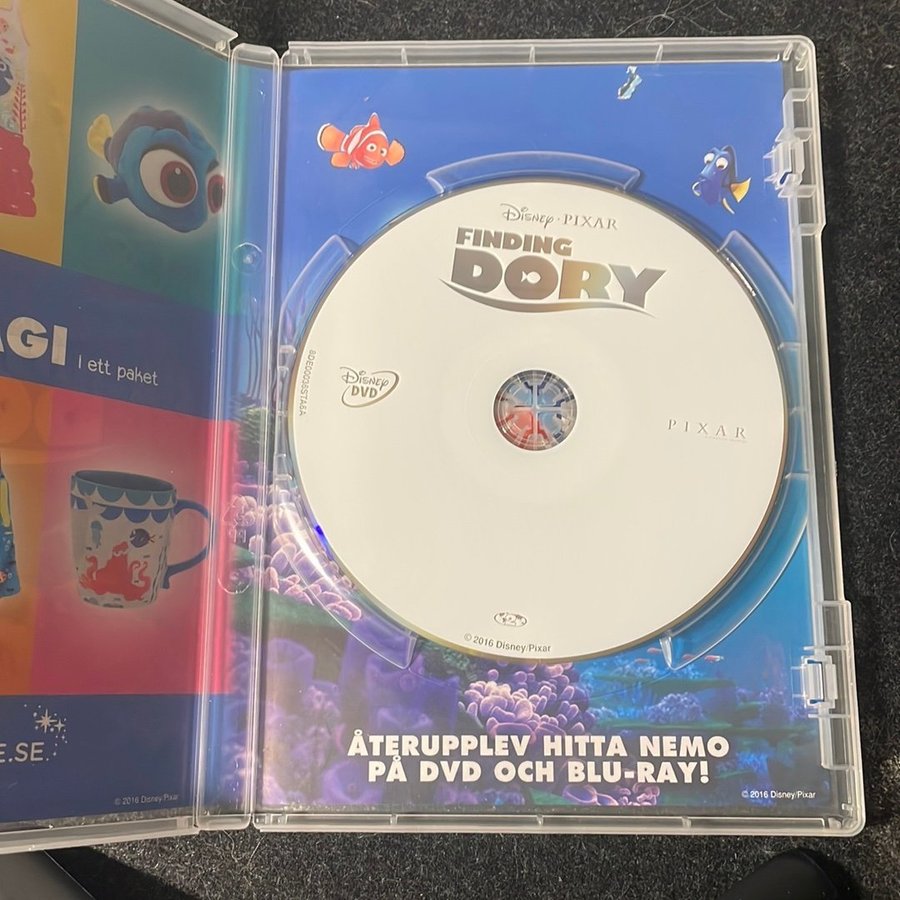 AGI i ett paket
E.SE
© 2016 Disney/Pixar
DISNEY · PIXAR
FINDING
DORY
DISNEY
DVD
PIXAR
© 2016 Disney/Pixar
ÅTERUPPLEV HITTA NEMO
PÅ DVD OCH BLU-RAY!
© 2016 Disney/Pixar